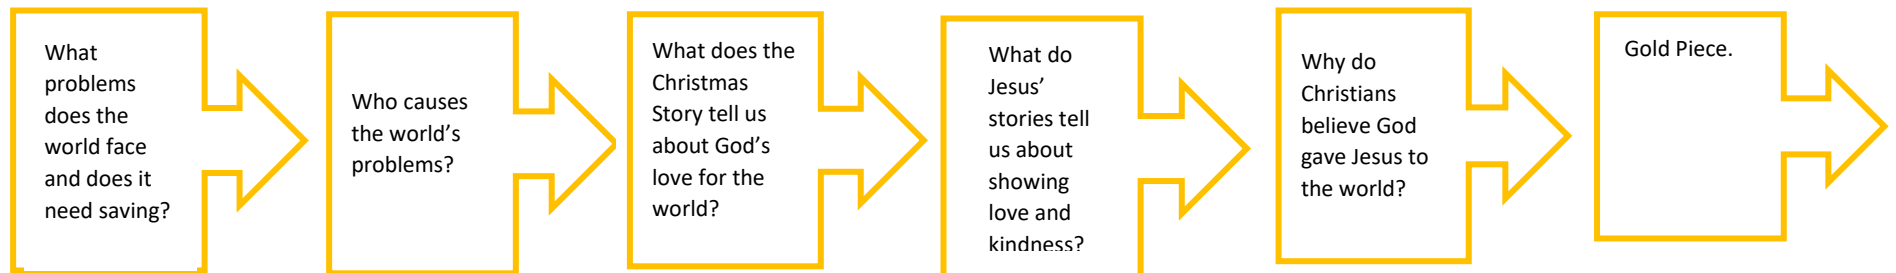 What
problems
does the
world face
and does it
need saving?
Who causes
the world’s
problems?
What does the
Christmas
Story tell us
about God’s
love for the
world?
What do
Jesus’
stories tell
us about
showing
love and
kindness?
Why do
Christians
believe God
gave Jesus to
the world?
Gold Piece.